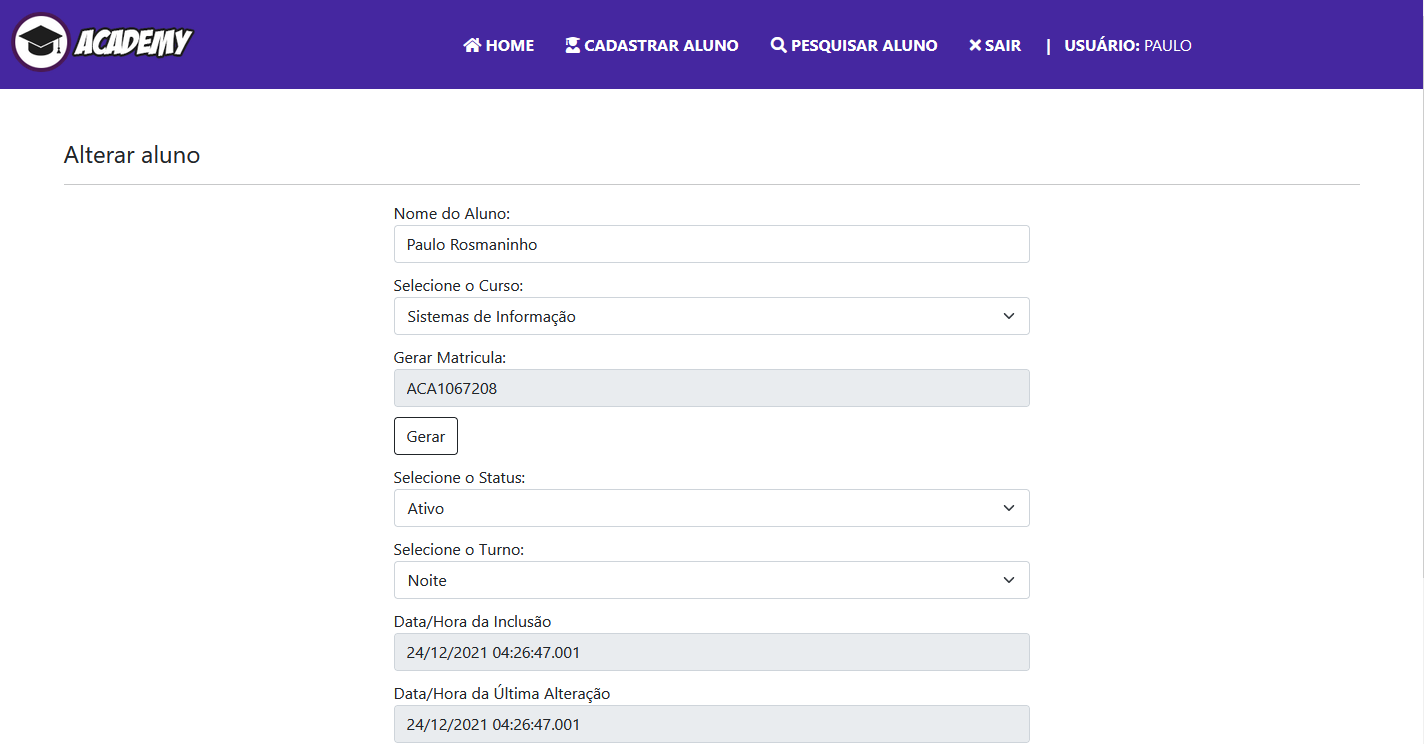 ACADEMY HOME CADASTRAR ALUNO PESQUISAR ALUNO SAIR | USUÁRIO: PAULO
Alterar aluno
Nome do Aluno:
Paulo Rosmaninho
Selecione o Curso:
Sistemas de Informação
Gerar Matricula:
ACA1067208
Gerar
Selecione o Status:
Ativo
Selecione o Turno:
Noite
Data/Hora da Inclusão
24/12/2021 04:26:47.001
Data/Hora da Última Alteração
24/12/2021 04:26:47.001